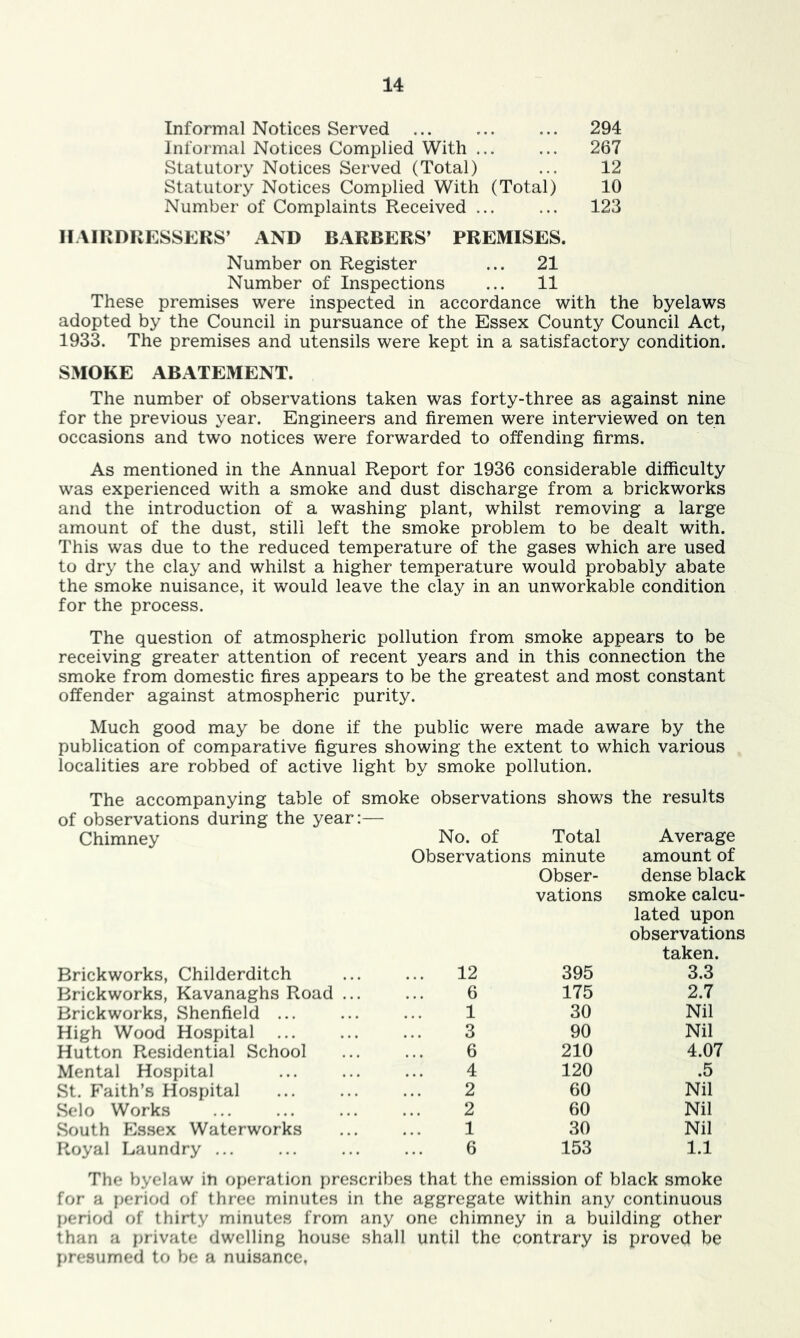 14
Informal Notices Served ... ... ... 294
Informal Notices Complied With ... ... 267
Statutory Notices Served (Total) ... 12
Statutory Notices Complied With (Total) 10
Number of Complaints Received ... ... 123
HAIRDRESSERS' AND BARBERS' PREMISES.
Number on Register ... 21
Number of Inspections ... 11
These premises were inspected in accordance with the byelaws
adopted by the Council in pursuance of the Essex County Council Act,
1933. The premises and utensils were kept in a satisfactory condition.
SMOKE ABATEMENT.
The number of observations taken was forty-three as against nine
for the previous year. Engineers and firemen were interviewed on ten
occasions and two notices were forwarded to offending firms.
As mentioned in the Annual Report for 1936 considerable difficulty
was experienced with a smoke and dust discharge from a brickworks
and the introduction of a washing plant, whilst removing a large
amount of the dust, still left the smoke problem to be dealt with.
This was due to the reduced temperature of the gases which are used
to dry the clay and whilst a higher temperature would probably abate
the smoke nuisance, it would leave the clay in an unworkable condition
for the process.
The question of atmospheric pollution from smoke appears to be
receiving greater attention of recent years and in this connection the
smoke from domestic fires appears to be the greatest and most constant
offender against atmospheric purity.
Much good may be done if the public were made aware by the
publication of comparative figures showing the extent to which various
localities are robbed of active light by smoke pollution.
The accompanying table of smoke observations shows the results
of observations during the year:—
Chimney No. of Total Average
Observations minute amount of
Obser- dense black
vations smoke calcu-
lated upon
observations
taken.
Brickworks, Childerditch ... ... 12 395 3.3
Brickworks, Kavanaghs Road ... ... 6 175 2.7
Brickworks, Shenfield ... ... ... 1 30 Nil
High Wood Hospital ... ... ... 3 90 Nil
Hutton Residential School ... ... 6 210 4.07
Mental Hospital ... ... ... 4 120 .5
St. Faith's Hospital ... ... ... 2 60 Nil
Selo Works ... ... ... ... 2 60 Nil
South Essex Waterworks ... ... 1 30 Nil
Royal Laundry ... ... ... ... 6 153 1.1
The byelaw in operation prescribes that the emission of black smoke
for a period of three minutes in the aggregate within any continuous
period of thirty minutes from any one chimney in a building other
than a private dwelling house shall until the contrary is proved be
presumed to be a nuisance,